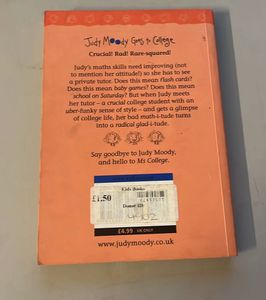 Judy Moody Goes to College
Crucial! Rad! Rare-squared!
Judy's maths skills need improving (not
to mention her attitude!) so she has to see
a private tutor. Does this mean flash cards?
Does this mean baby games? Does this mean
school on Saturday? But when Judy meets
her tutor – a crucial college student with an
uber-funky sense of style – and gets a glimpse
of college life, her bad math-i-tude turns
into a radical glad-i-tude.
Say goodbye to Judy Moody,
and hello to Ms College.
Kids Books
£1.50
£4.99 UK ONLY
www.judymoody.co.uk